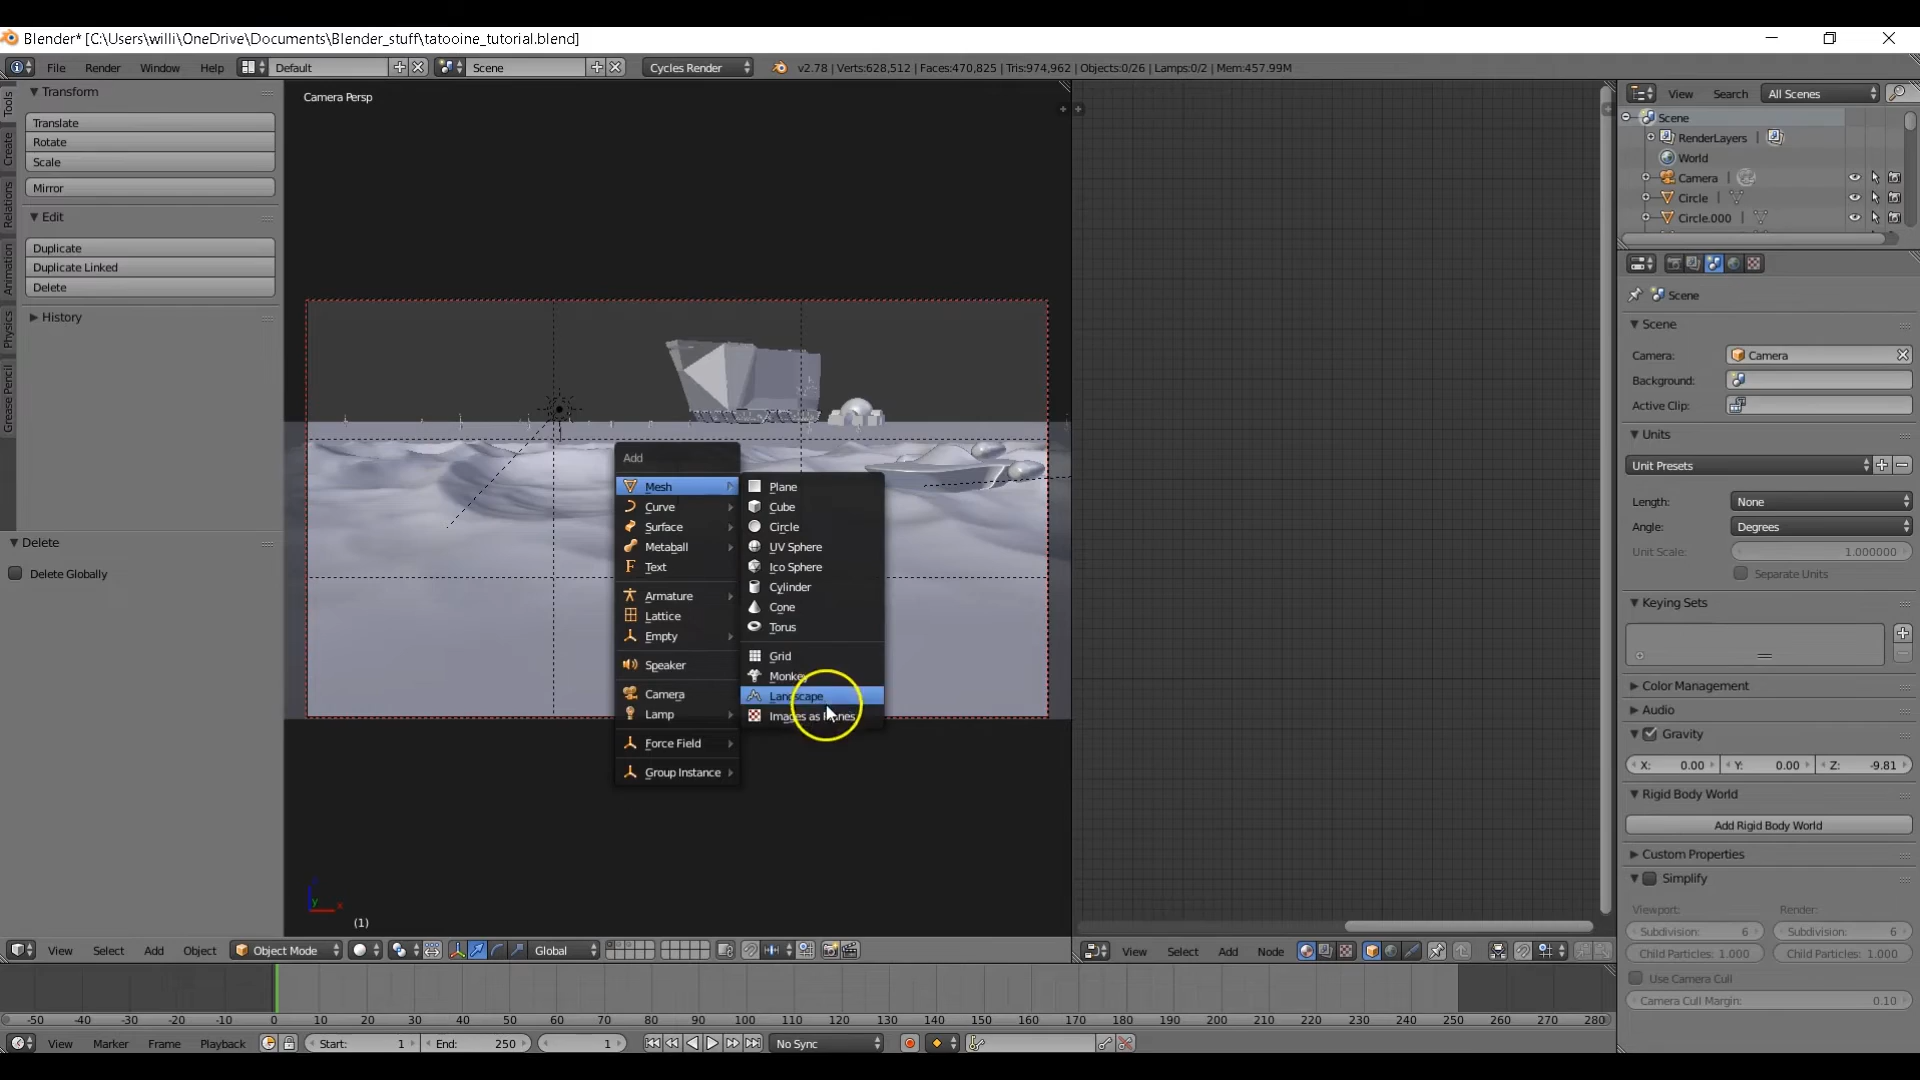 Blender* [C:\Users\willi\OneDrive\Documents\Blender_stuff\tatooine_tutorial.blend]
File Render Window Help Default Scene Cycles Render v2.78 | Verts:628,512 | Faces:470,825 | Tris:974,962 | Objects:0/26 | Lamps:0/2 | Mem:457.99M
Tools
Create
Relations
Animation
Physics
Grease Pencil
Transform
Translate
Rotate
Scale
Mirror
Edit
Duplicate
Duplicate Linked
Delete
History
Delete
Delete Globally
Camera Persp
Add
Mesh
Curve
Surface
Metaball
Text
Armature
Lattice
Empty
Speaker
Camera
Lamp
Force Field
Group Instance
Plane
Cube
Circle
UV Sphere
Ico Sphere
Cylinder
Cone
Torus
Grid
Monkey
Landscape
Images as Planes
y x
(1)
View Select Add Object Object Mode Global
View Select Add Node
View Search All Scenes
Scene
RenderLayers |
World
Camera |
Circle |
Circle.000 |
Scene
Scene
Camera: Camera
Background:
Active Clip:
Units
Unit Presets
Length: None
Angle: Degrees
Unit Scale: 1.000000
Separate Units
Keying Sets
Color Management
Audio
Gravity
X: 0.00 Y: 0.00 Z: -9.81
Rigid Body World
Add Rigid Body World
Custom Properties
Simplify
Viewport: Render:
Subdivision: 6 Subdivision: 6
Child Particles: 1.000 Child Particles: 1.000
Use Camera Cull
Camera Cull Margin: 0.10
-50 -40 -30 -20 -10 0 10 20 30 40 50 60 70 80 90 100 110 120 130 140 150 160 170 180 190 200 210 220 230 240 250 260 270 280
View Marker Frame Playback Start: 1 End: 250 1 No Sync